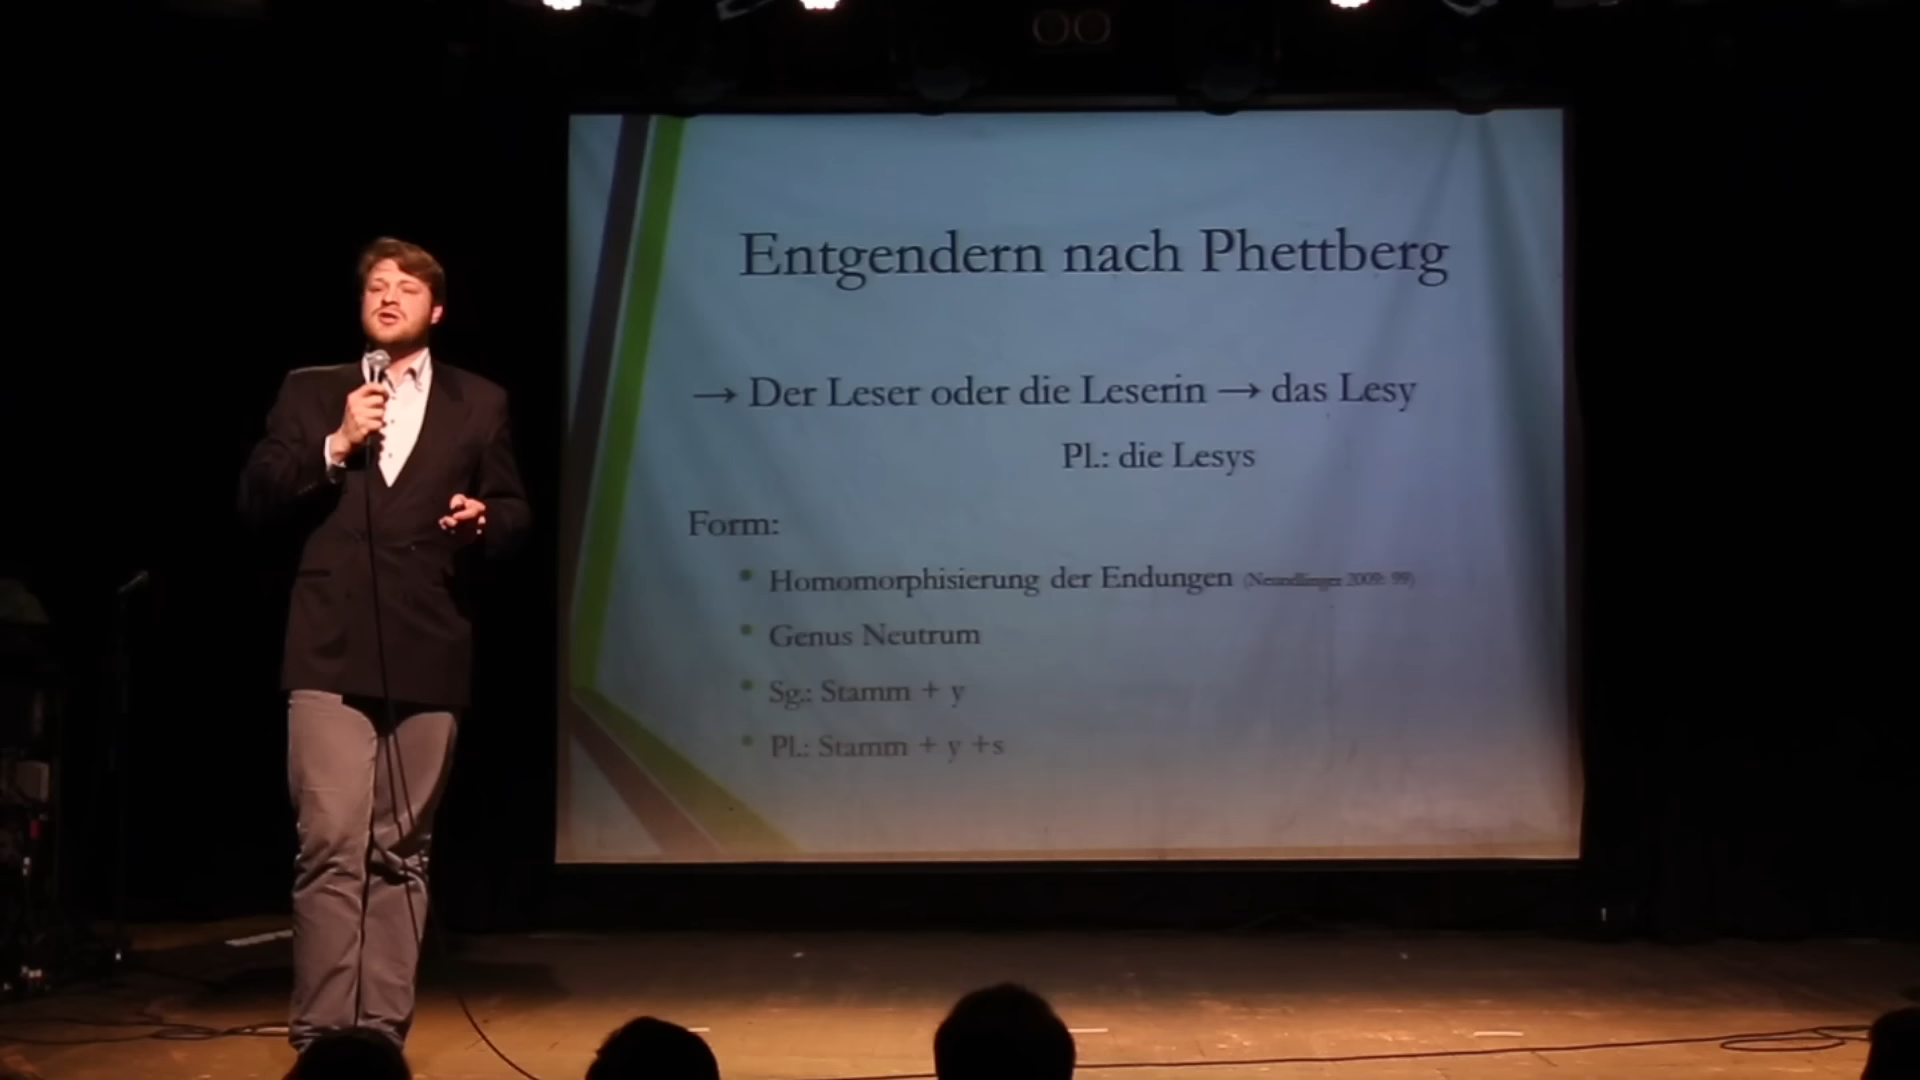 Entgendern nach Phettberg
→ Der Leser oder die Leserin → das Lesy
Pl.: die Lesys
Form:
• Homomorphisierung der Endungen
• Genus Neutrum
• Sg.: Stamm + y
• Pl.: Stamm + y +s